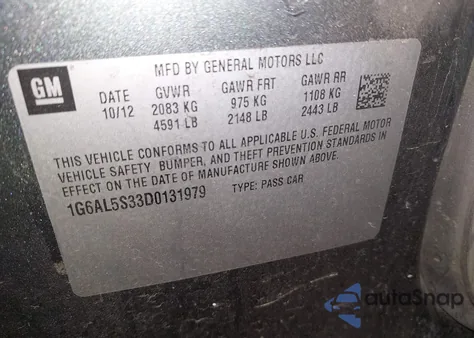 GM
MFD BY GENERAL MOTORS LLC
DATE GVWR GAWR FRT GAWR RR
10/12 2083 KG 975 KG 1108 KG
4591 LB 2148 LB 2443 LB
THIS VEHICLE CONFORMS TO ALL APPLICABLE U.S. FEDERAL MOTOR
VEHICLE SAFETY, BUMPER, AND THEFT PREVENTION STANDARDS IN
EFFECT ON THE DATE OF MANUFACTURE SHOWN ABOVE.
1G6AL5S33D0131979 TYPE: PASS CAR
autoSnap